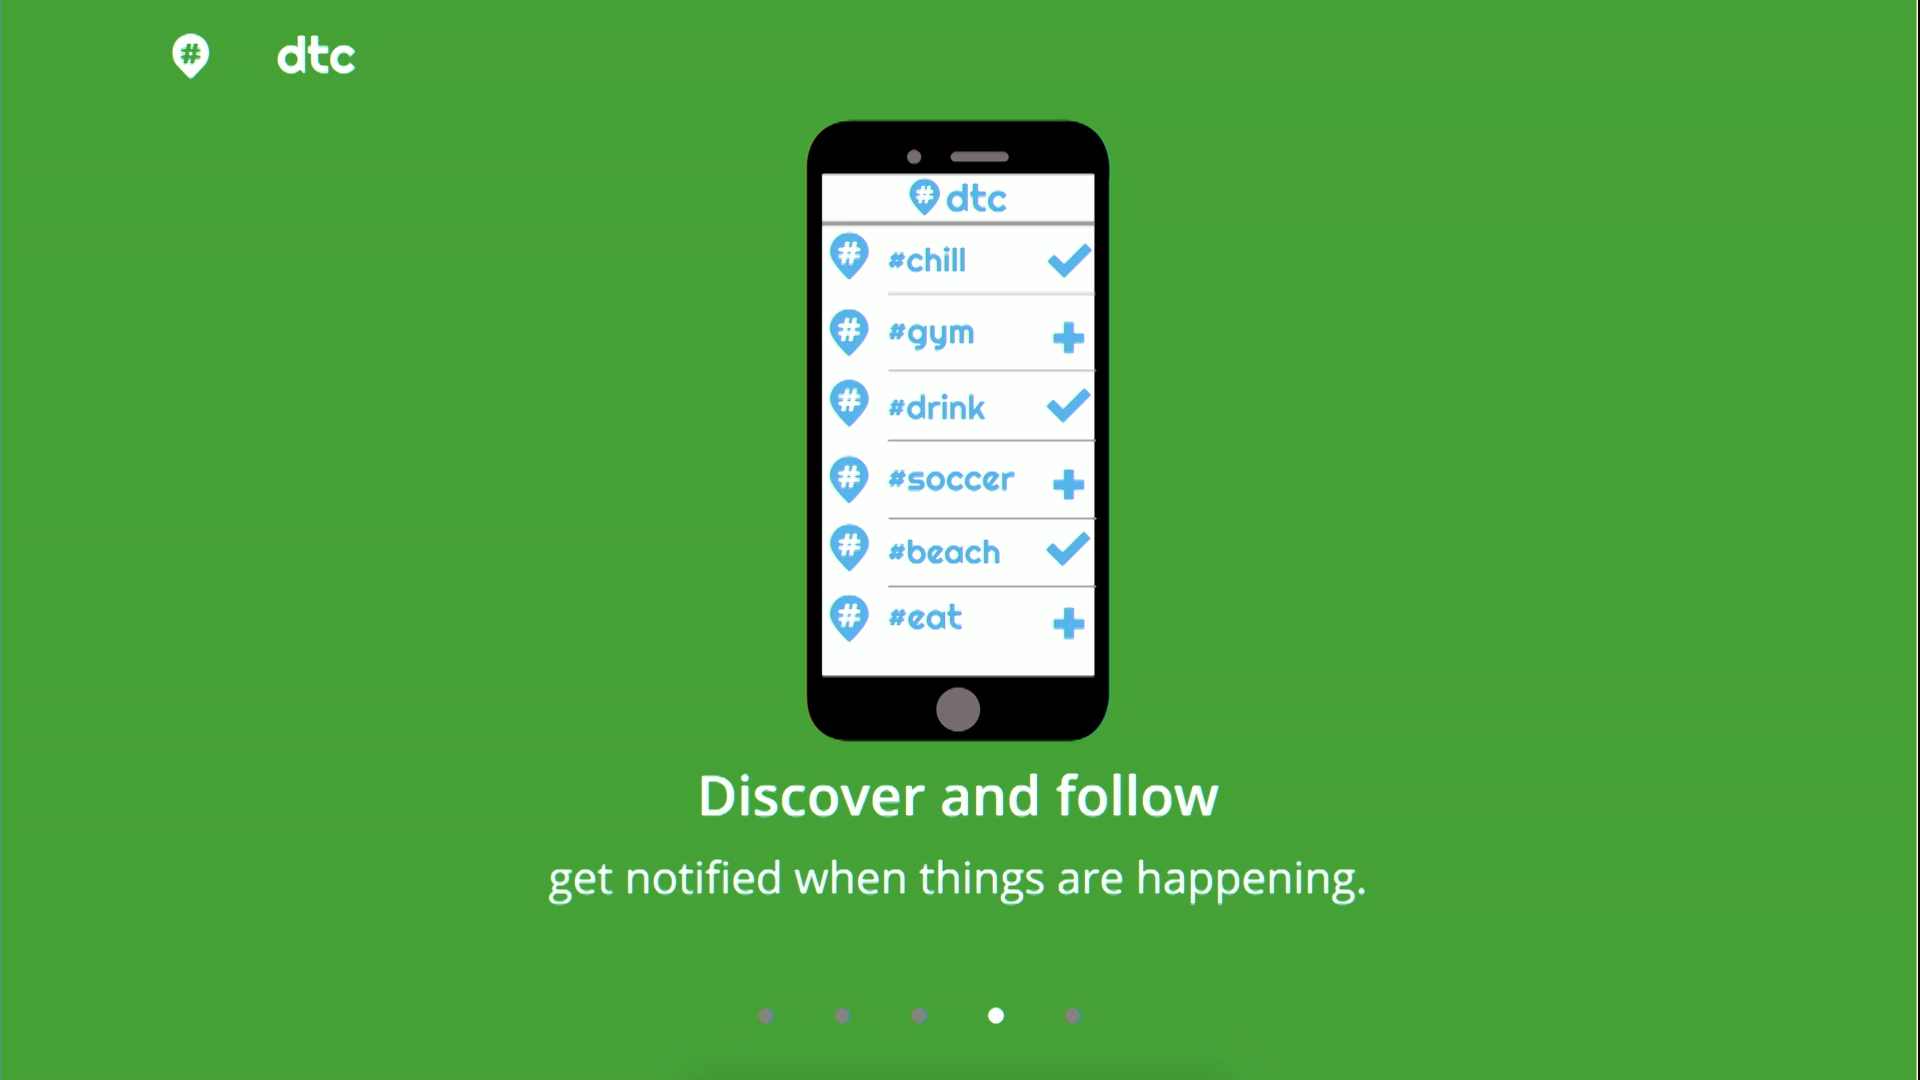 dtc
dtc
#chill
#gym
#drink
#soccer
#beach
#eat
Discover and follow
get notified when things are happening.